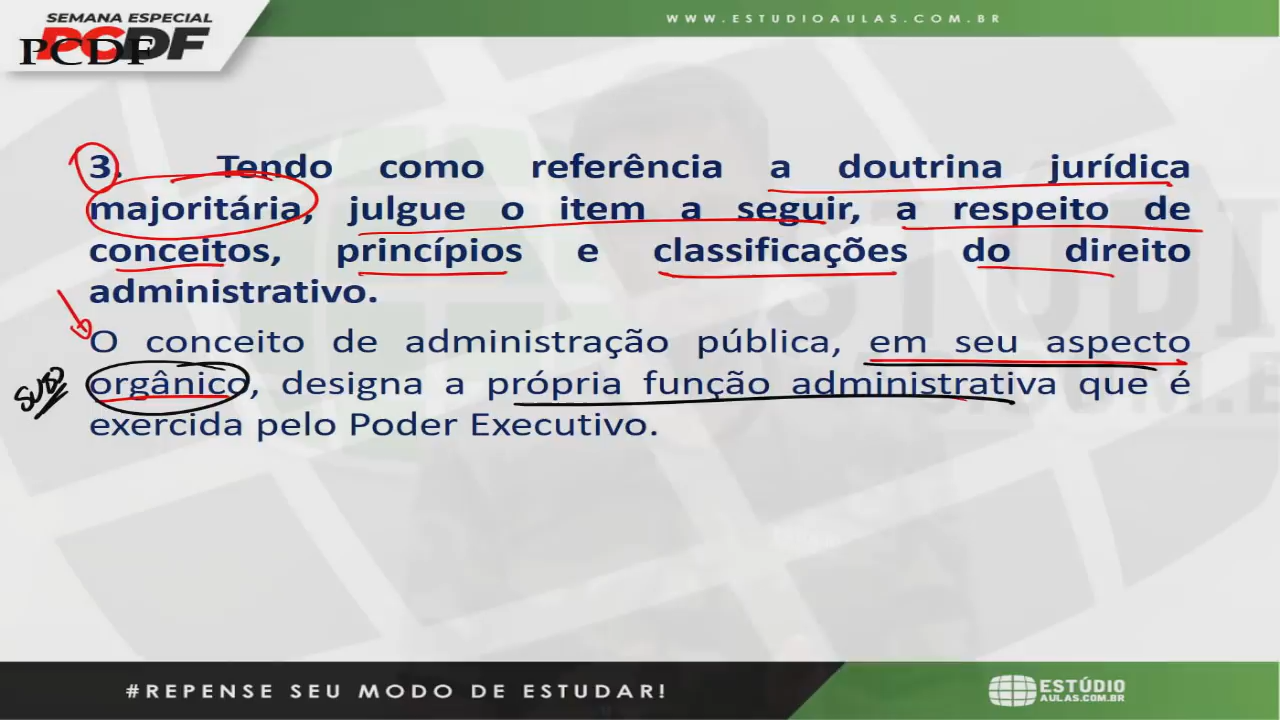 SEMANA ESPECIAL
PCDF
PCDF
WWW.ESTUDIOAULAS.COM.BR
3. Tendo como referência a doutrina jurídica
majoritária, julgue o item a seguir, a respeito de
conceitos, princípios e classificações do direito
administrativo.
O conceito de administração pública, em seu aspecto
SUBJ
orgânico, designa a própria função administrativa que é
exercida pelo Poder Executivo.
#REPENSE SEU MODO DE ESTUDAR!
ESTÚDIO
AULAS.COM.BR